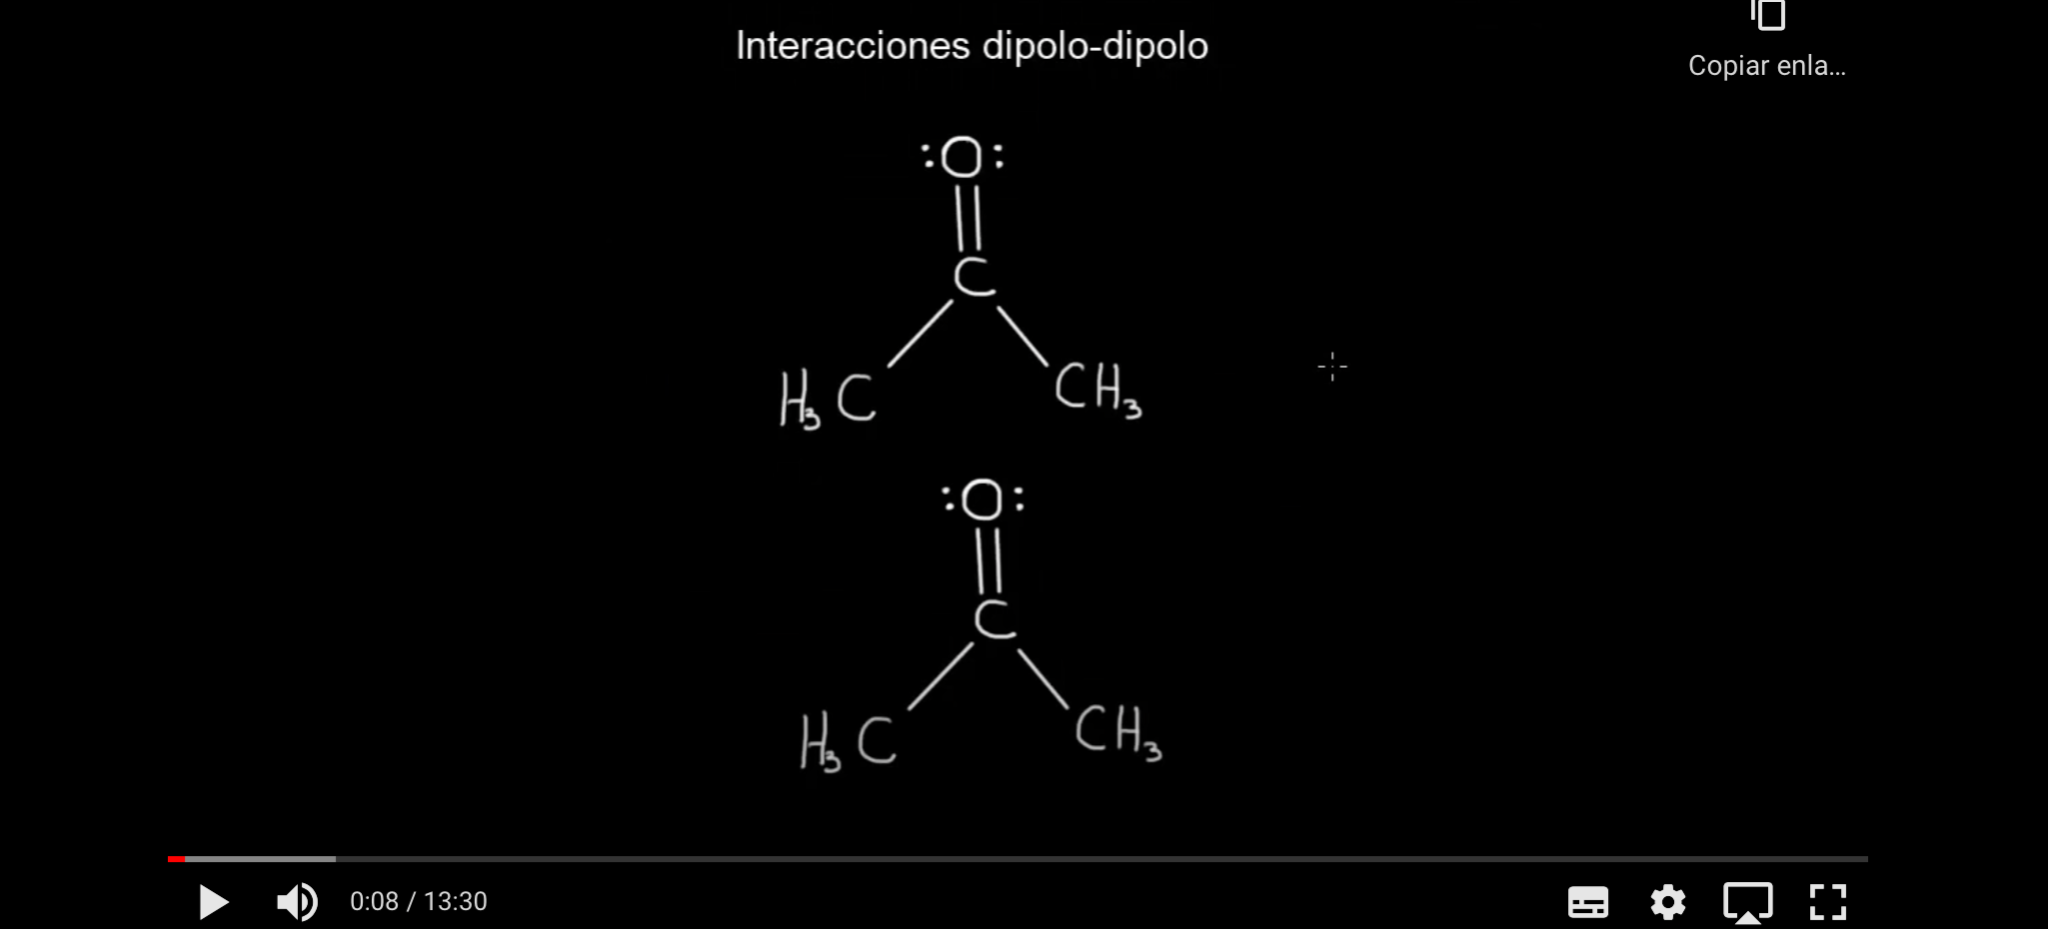 Interacciones dipolo-dipolo
Copiar enla...
:O:
C
H3C
CH3
:O:
C
H3C
CH3
0:08 / 13:30